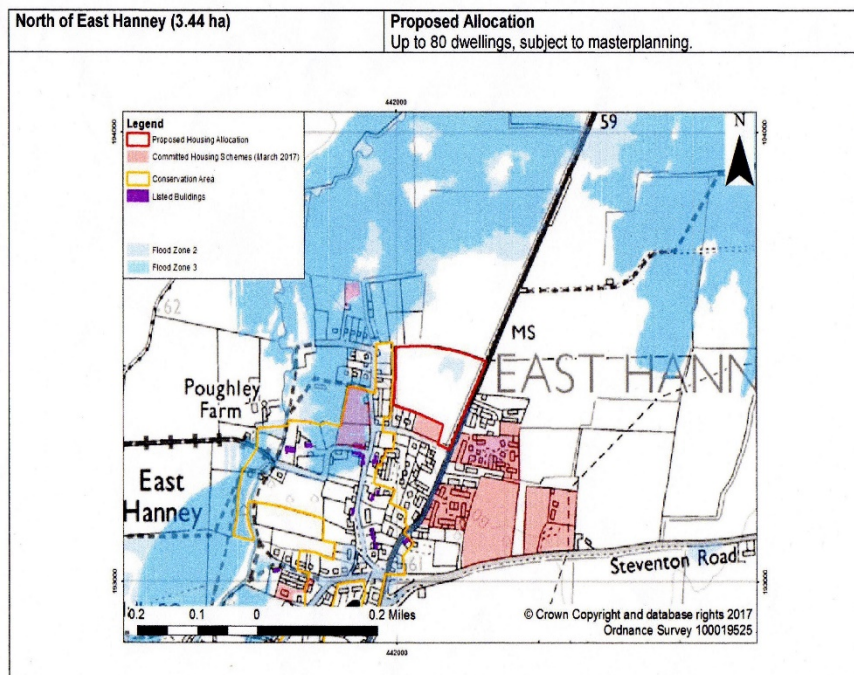 North of East Hanney (3.44 ha)
Proposed Allocation
Up to 80 dwellings, subject to masterplanning.
442000
194000
194000
Legend
Proposed Housing Allocation
Committed Housing Schemes (March 2017)
Conservation Area
Listed Buildings
Flood Zone 2
Flood Zone 3
59
N
62
MS
EAST HANN
Poughley
Farm
East
Hanney
61
Steventon Road
193000
193000
0.2 0.1 0 0.2 Miles
© Crown Copyright and database rights 2017
Ordnance Survey 100019525
442000